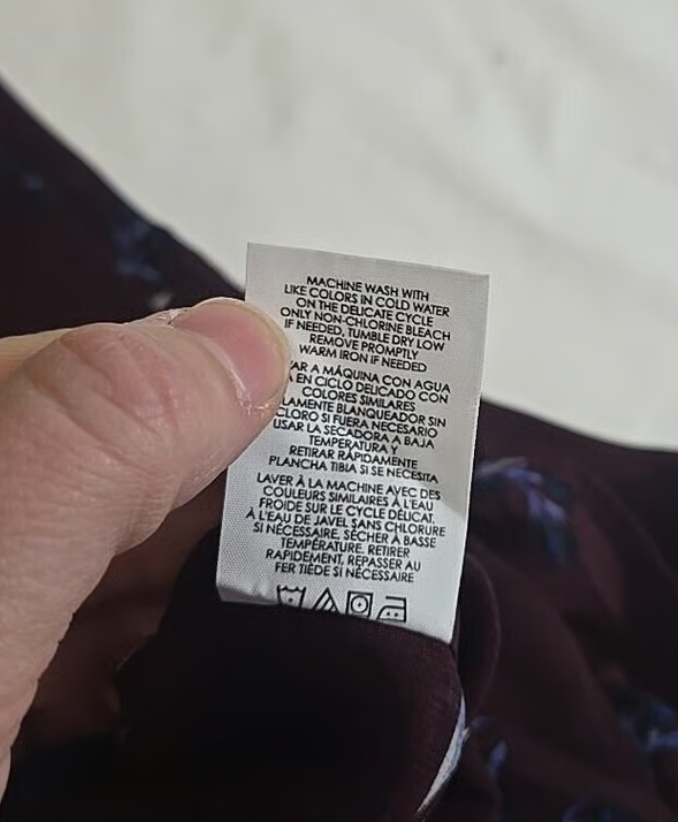 MACHINE WASH WITH
LIKE COLORS IN COLD WATER
ON THE DELICATE CYCLE
ONLY NON-CHLORINE BLEACH
IF NEEDED, TUMBLE DRY LOW
REMOVE PROMPTLY
WARM IRON IF NEEDED
A MÁQUINA CON AGUA
EN CICLO DELICADO CON
COLORES SIMILARES
BLANQUEADOR SIN
CLORO SI FUERA NECESARIO
USAR LA SECADORA A BAJA
TEMPERATURA Y
RETIRAR RÁPIDAMENTE
PLANCHA TIBIA SI SE NECESITA
LAVER À LA MACHINE AVEC DES
COULEURS SIMILAIRES À L'EAU
FROIDE SUR LE CYCLE DÉLICAT.
À L'EAU DE JAVEL SANS CHLORURE
SI NÉCESSAIRE, SÉCHER À BASSE
TEMPÉRATURE. RETIRER
RAPIDEMENT, REPASSER AU
FER TIÈDE SI NÉCESSAIRE